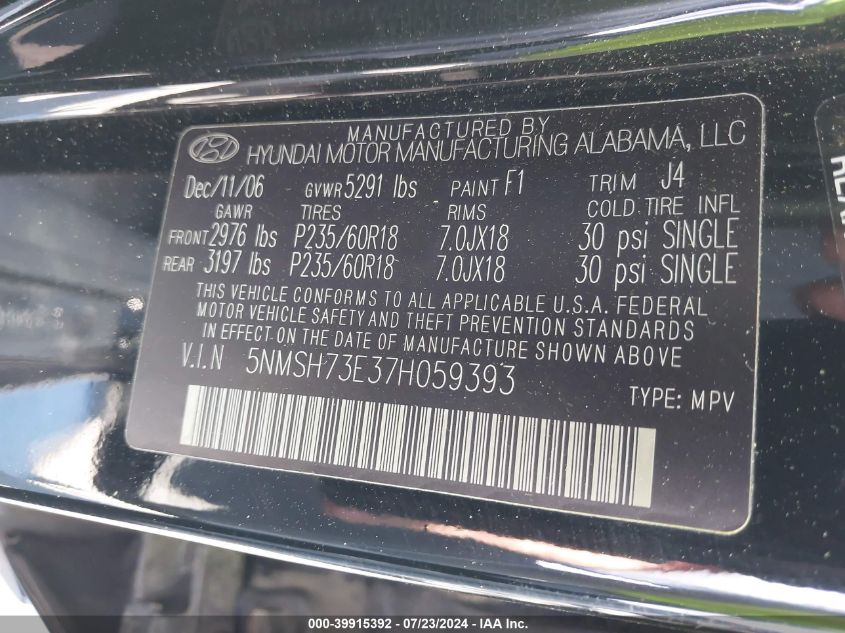 MANUFACTURED BY
HYUNDAI MOTOR MANUFACTURING ALABAMA, LLC
Dec/11/06 GVWR 5291 lbs PAINT F1 TRIM J4
GAWR TIRES RIMS COLD TIRE INFL
FRONT 2976 lbs P235/60R18 7.0JX18 30 psi SINGLE
REAR 3197 lbs P235/60R18 7.0JX18 30 psi SINGLE
THIS VEHICLE CONFORMS TO ALL APPLICABLE U.S.A. FEDERAL
MOTOR VEHICLE SAFETY AND THEFT PREVENTION STANDARDS
IN EFFECT ON THE DATE OF MANUFACTURE SHOWN ABOVE
V.I.N 5NMSH73E37H059393
TYPE: MPV
000-39915392 - 07/23/2024 - IAA Inc.